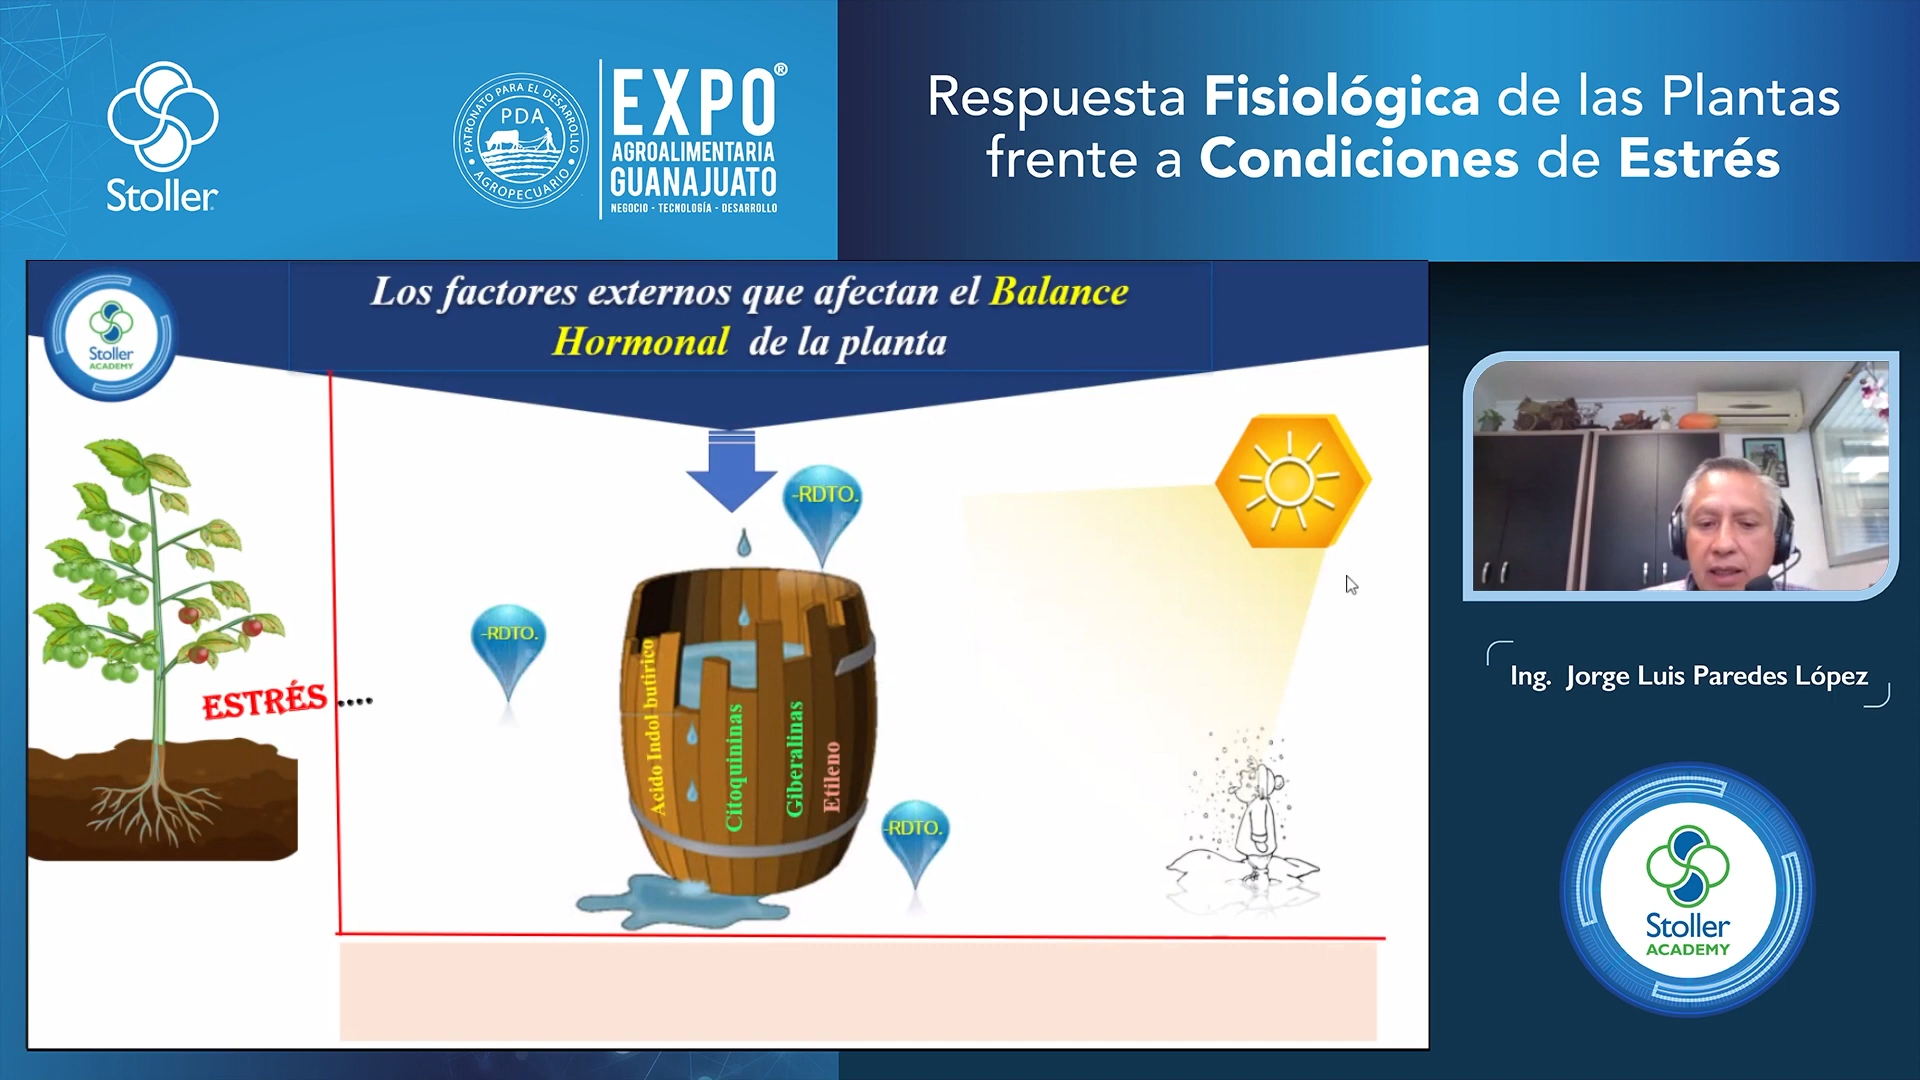 Stoller
PATRONATO PARA EL DESARROLLO
PDA
AGROPECUARIO
EXPO®
AGROALIMENTARIA
GUANAJUATO
NEGOCIO - TECNOLOGÍA - DESARROLLO
Respuesta Fisiológica de las Plantas
frente a Condiciones de Estrés
Stoller
ACADEMY
Los factores externos que afectan el Balance
Hormonal de la planta
-RDTO.
-RDTO.
-RDTO.
ESTRÉS ....
Acido Indol butirico
Citoquininas
Giberalinas
Etileno
Ing. Jorge Luis Paredes López
Stoller
ACADEMY